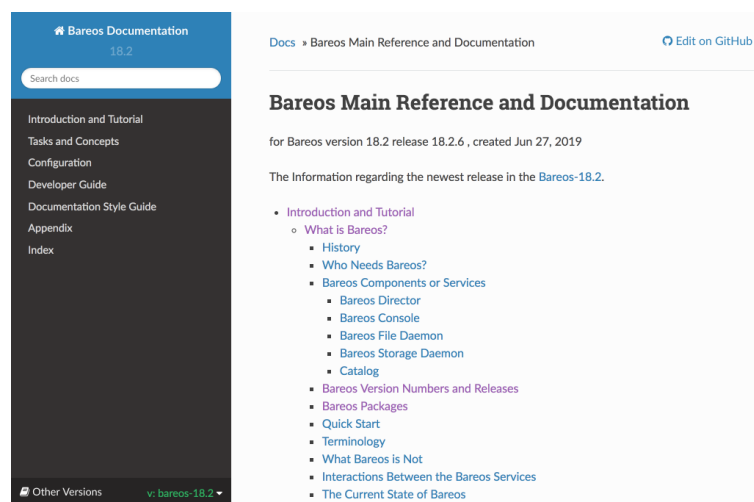 Bareos Documentation
18.2
Search docs
Introduction and Tutorial
Tasks and Concepts
Configuration
Developer Guide
Documentation Style Guide
Appendix
Index
Other Versions
v: bareos-18.2
Docs » Bareos Main Reference and Documentation
Edit on GitHub
Bareos Main Reference and Documentation
for Bareos version 18.2 release 18.2.6 , created Jun 27, 2019
The Information regarding the newest release in the Bareos-18.2.
Introduction and Tutorial
What is Bareos?
History
Who Needs Bareos?
Bareos Components or Services
Bareos Director
Bareos Console
Bareos File Daemon
Bareos Storage Daemon
Catalog
Bareos Version Numbers and Releases
Bareos Packages
Quick Start
Terminology
What Bareos is Not
Interactions Between the Bareos Services
The Current State of Bareos